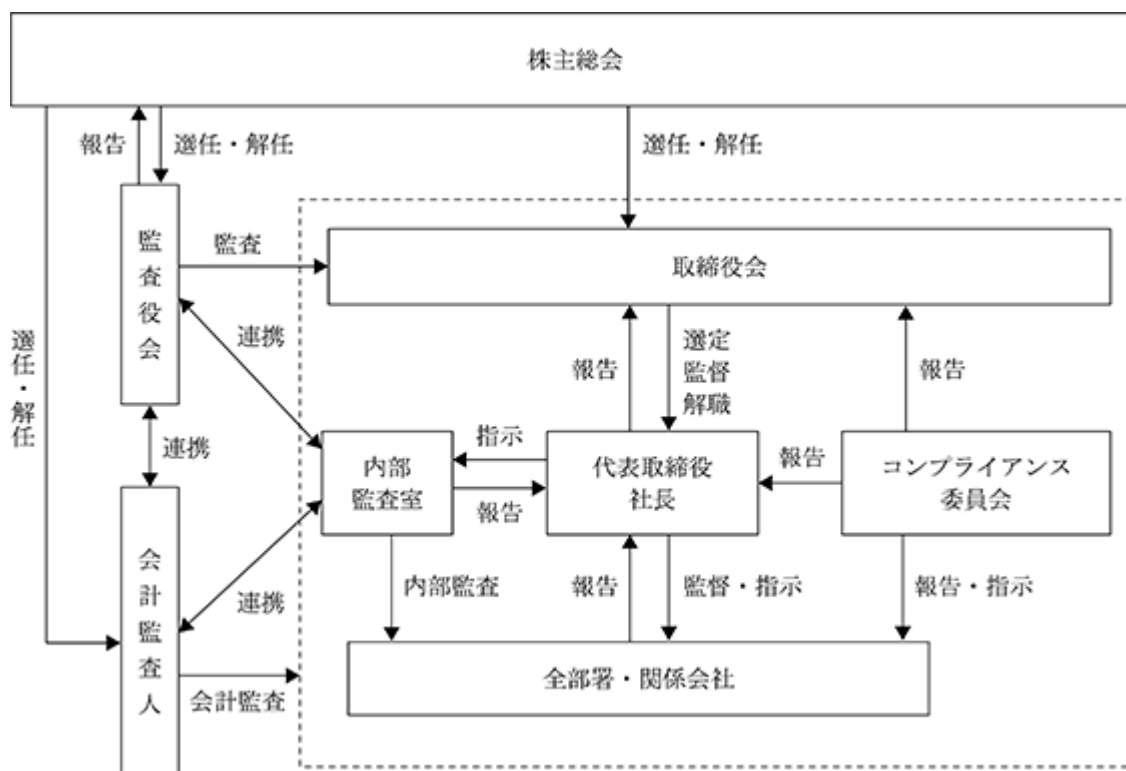 株主総会
報告
選任・解任
選任・解任
監査役会
監査
取締役会
選任・解任
連携
報告
選定
監督
解職
報告
連携
指示
内部
監査室
代表取締役
社長
報告
コンプライアンス
委員会
報告
会計監査人
連携
内部監査
報告
監督・指示
報告・指示
全部署・関係会社
会計監査